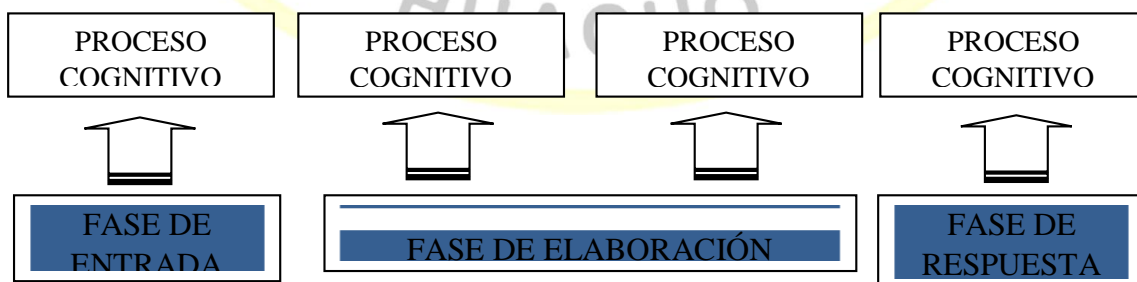 PROCESO
COGNITIVO
PROCESO
COGNITIVO
PROCESO
COGNITIVO
PROCESO
COGNITIVO
FASE DE
ENTRADA
FASE DE ELABORACIÓN
FASE DE
RESPUESTA